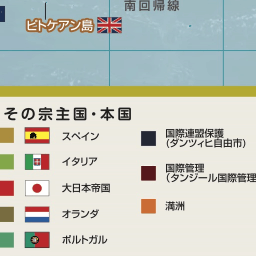 南回帰線
ピトケアン島
その宗主国・本国
スペイン
イタリア
大日本帝国
オランダ
ポルトガル
国際連盟保護
(ダンツィヒ自由市)
国際管理
(タンジール国際管理
満洲